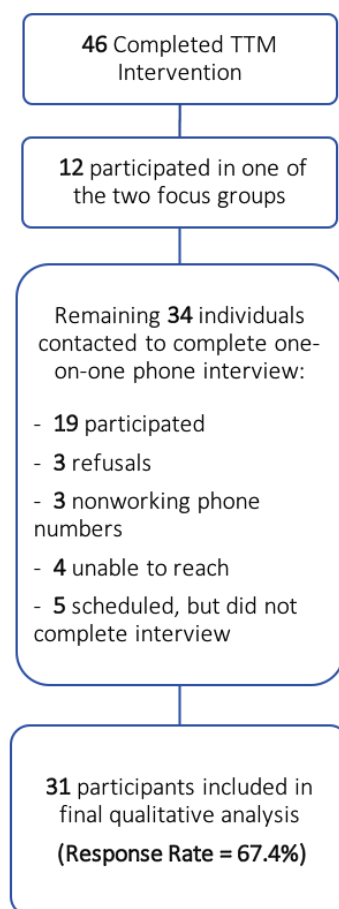 46 Completed TTM
Intervention
12 participated in one of
the two focus groups
Remaining 34 individuals
contacted to complete one-
on-one phone interview:
- 19 participated
- 3 refusals
- 3 nonworking phone
numbers
- 4 unable to reach
- 5 scheduled, but did not
complete interview
31 participants included in
final qualitative analysis
(Response Rate = 67.4%)